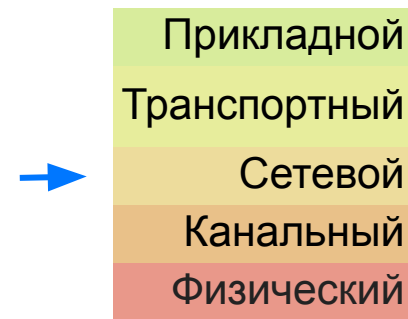 Прикладной
Транспортный
Сетевой
Канальный
Физический